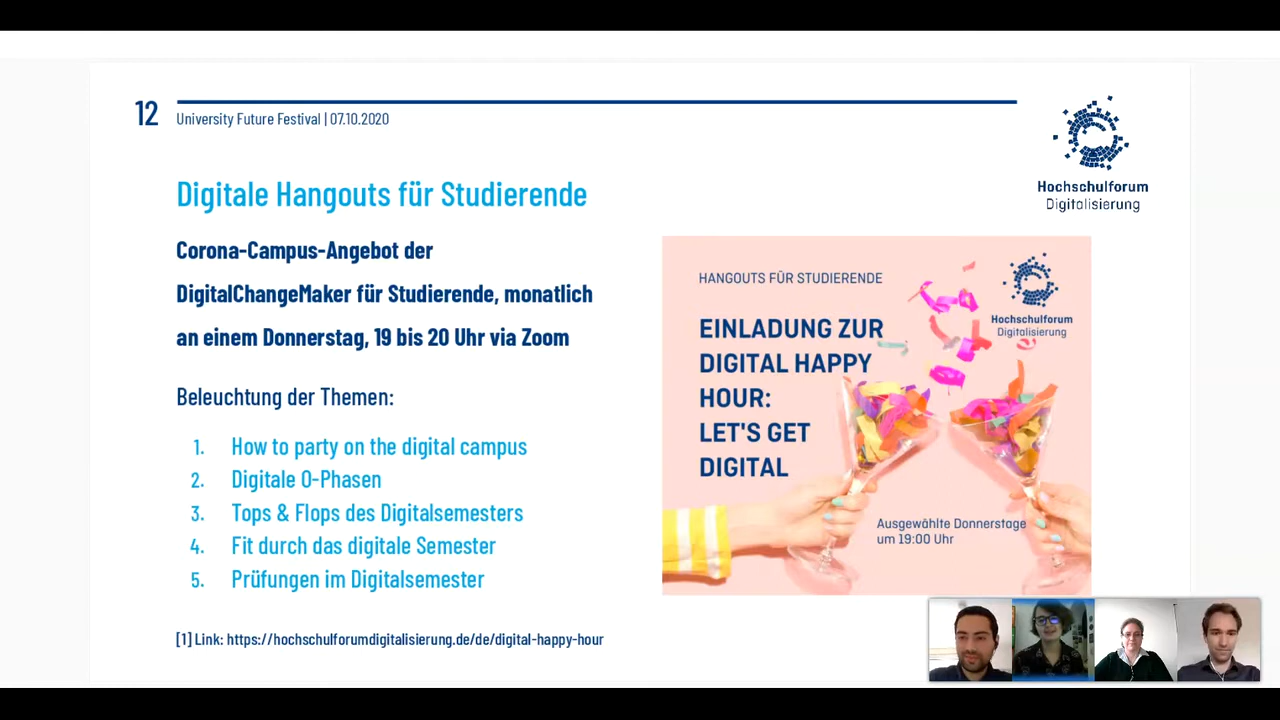 12
University Future Festival | 07.10.2020
Hochschulforum
Digitalisierung
Digitale Hangouts für Studierende
Corona-Campus-Angebot der
DigitalChangeMaker für Studierende, monatlich
an einem Donnerstag, 19 bis 20 Uhr via Zoom
Beleuchtung der Themen:
1. How to party on the digital campus
2. Digitale O-Phasen
3. Tops & Flops des Digitalsemesters
4. Fit durch das digitale Semester
5. Prüfungen im Digitalsemester
[1] Link: https://hochschulforumdigitalisierung.de/de/digital-happy-hour
HANGOUTS FÜR STUDIERENDE
Hochschulforum
Digitalisierung
EINLADUNG ZUR
DIGITAL HAPPY
HOUR:
LET'S GET
DIGITAL
Ausgewählte Donnerstage
um 19:00 Uhr